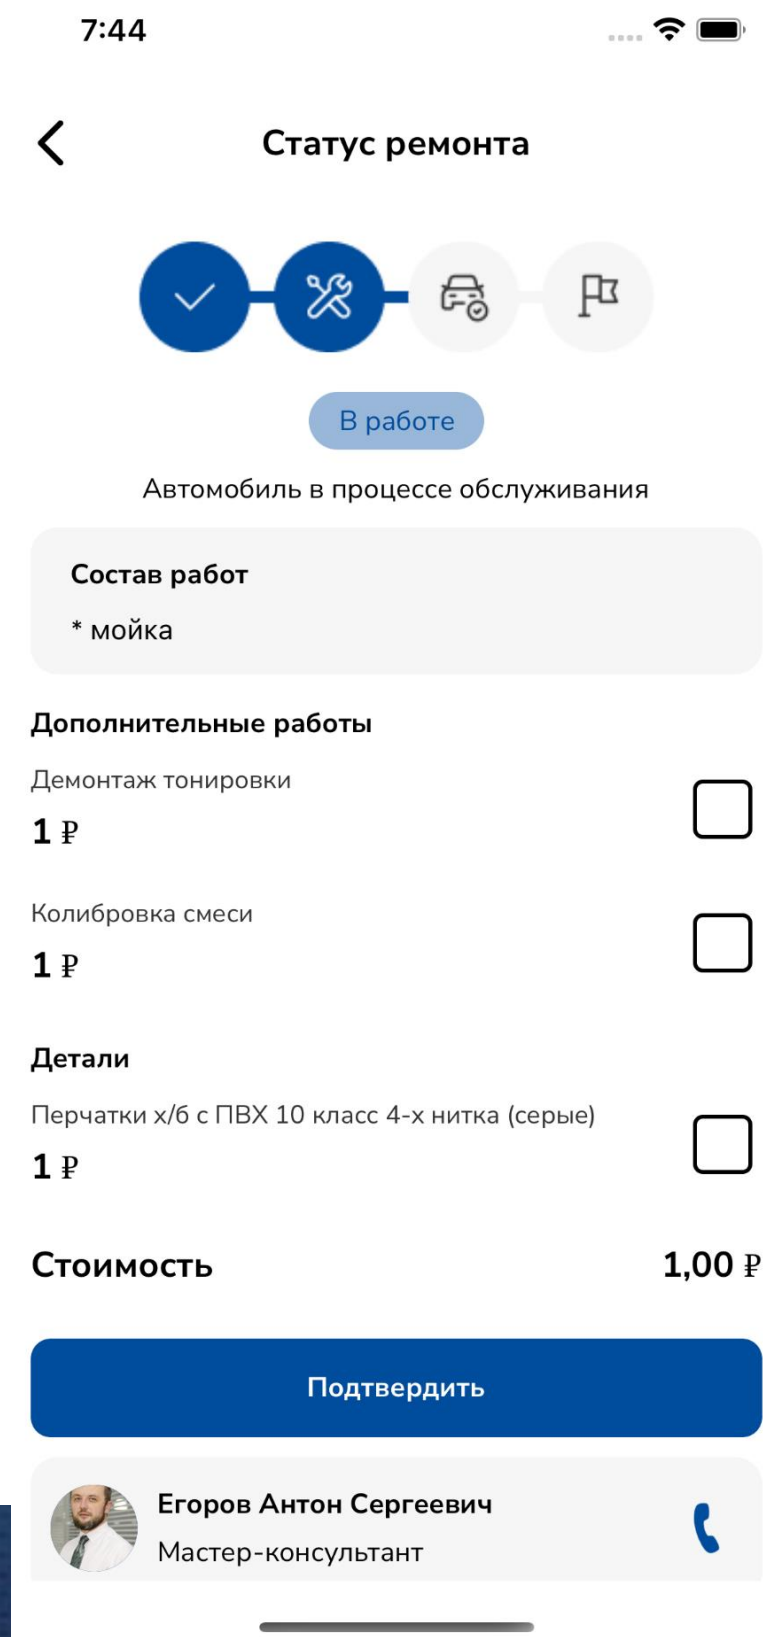 7:44
Статус ремонта
В работе
Автомобиль в процессе обслуживания
Состав работ
* мойка
Дополнительные работы
Демонтаж тонировки
1 ₽
Колибровка смеси
1 ₽
Детали
Перчатки х/б с ПВХ 10 класс 4-х нитка (серые)
1 ₽
Стоимость 1,00 ₽
Подтвердить
Егоров Антон Сергеевич
Мастер-консультант